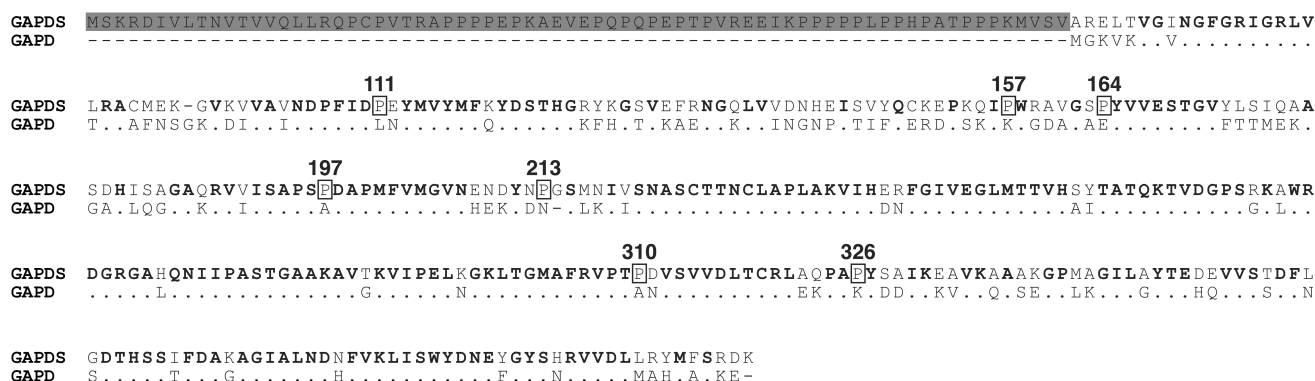 GAPDS MSKRDIVLTNVTVVQLLRQPCPVTRAPPPPEPKAEVEPQPQPEPTPVREEIKPPPPPLPPHPATPPPKMVSVARELTVGINGFGRIGRLV
GAPD ------------------------------------------------------------------------MGKVK..V..........
111 157 164
GAPDS LRACMEK-GVKVVAVNDPFIDPEYMVYMFKYDSTHGRYKGSVEFRNGQLVVDNHEISVYQCKEPKQIPWRAVGSPYVVESTGVYLSIQAA
GAPD T..AFNSGK.DI..I......LN......Q......KFH.T.KAE..K..INGNP.TIF.ERD.SK.K.GDA.AE........FTTMEK.
197 213
GAPDS SDHISAGAQRVVISAPSPDAPMFVMGVNENDYNPGSMNIVSNASCTTNCLAPLAKVIHERFGIVEGLMTTVHSYTATQKTVDGPSRKAWR
GAPD GA.LQG..K..I.....A..........HEK.DN-.LK.I..................DN............AI............G.L..
310 326
GAPDS DGRGAHQNIIPASTGAAKAVTKVIPELKGKLTGMAFRVPTPDVSVVDLTCRLAQPAPYSAIKEAVKAAAKGPMAGILAYTEDEVVSTDFL
GAPD .....L..............G......N............AN..........EK..K.DD..KV..Q.SE..LK...G...HQ...S..N
GAPDS GDTHSSIFDAKAGIALNDNFVKLISWYDNEYGYSHRVVDLLRYMFSRDK
GAPD S.....T...G.......H...........F...N.....MAH.A.KE-